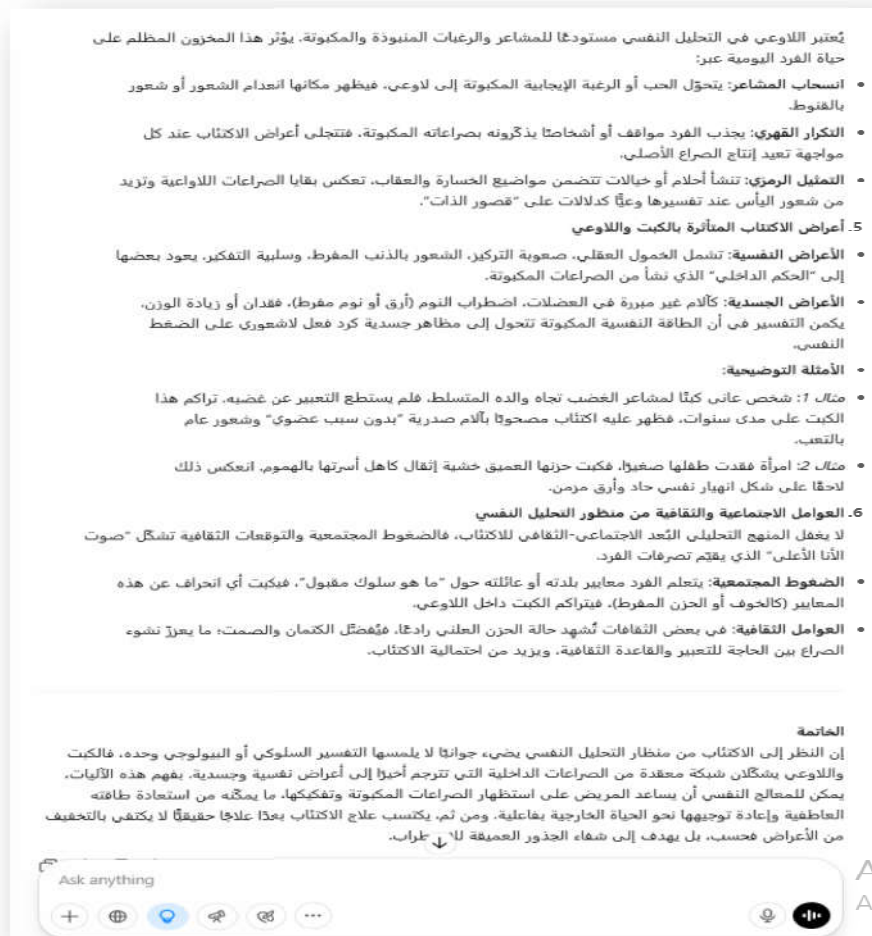 يُعتبر اللاوعي في التحليل النفسي مستودعًا للمشاعر والرغبات المنبوذة والمكبوتة. يؤثر هذا المخزون المظلم على
حياة الفرد اليومية عبر:
• انسحاب المشاعر: يتحوّل الحب أو الرغبة الإيجابية المكبوتة إلى لاوعي، فيظهر مكانها انعدام الشعور أو شعور
بالقنوط.
• التكرار القهري: يجذب الفرد مواقف أو أشخاصًا يذكّرونه بصراعاته المكبوتة، فتتجلى أعراض الاكتئاب عند كل
مواجهة تعيد إنتاج الصراع الأصلي.
• التمثيل الرمزي: تنشأ أحلام أو خيالات تتضمن مواضيع الخسارة والعقاب، تعكس بقايا الصراعات اللاواعية وتزيد
من شعور اليأس عند تفسيرها وعيًّا كدلالات على "قصور الذات".
5. أعراض الاكتئاب المتأثرة بالكبت واللاوعي
• الأعراض النفسية: تشمل الخمول العقلي، صعوبة التركيز، الشعور بالذنب المفرط، وسلبية التفكير. يعود بعضها
إلى "الحكم الداخلي" الذي نشأ من الصراعات المكبوتة.
• الأعراض الجسدية: كآلام غير مبررة في العضلات، اضطراب النوم (أرق أو نوم مفرط)، فقدان أو زيادة الوزن.
يكمن التفسير في أن الطاقة النفسية المكبوتة تتحول إلى مظاهر جسدية كرد فعل لاشعوري على الضغط
النفسي.
• الأمثلة التوضيحية:
• مثال 1: شخص عانى كبتًا لمشاعر الغضب تجاه والده المتسلط، فلم يستطع التعبير عن غضبه. تراكم هذا
الكبت على مدى سنوات، فظهر عليه اكتئاب مصحوبًا بآلام صدرية "بدون سبب عضوي" وشعور عام
بالتعب.
• مثال 2: امرأة فقدت طفلها صغيرًا، فكبت حزنها العميق خشية إثقال كاهل أسرتها بالهموم. انعكس ذلك
لاحقًا على شكل انهيار نفسي حاد وأرق مزمن.
6. العوامل الاجتماعية والثقافية من منظور التحليل النفسي
لا يغفل المنهج التحليلي البُعد الاجتماعي-الثقافي للاكتئاب، فالضغوط المجتمعية والتوقعات الثقافية تشكّل "صوت
الأنا الأعلى" الذي يقيّم تصرفات الفرد.
• الضغوط المجتمعية: يتعلم الفرد معايير بلدته أو عائلته حول "ما هو سلوك مقبول"، فيكبت أي انحراف عن هذه
المعايير (كالخوف أو الحزن المفرط)، فيتراكم الكبت داخل اللاوعي.
• العوامل الثقافية: في بعض الثقافات تُشهد حالة الحزن العلني رادعًا، فيُفضَّل الكتمان والصمت؛ ما يعزز نشوء
الصراع بين الحاجة للتعبير والقاعدة الثقافية، ويزيد من احتمالية الاكتئاب.
الخاتمة
إن النظر إلى الاكتئاب من منظار التحليل النفسي يضيء جوانبًا لا يلمسها التفسير السلوكي أو البيولوجي وحده. فالكبت
واللاوعي يشكّلان شبكة معقدة من الصراعات الداخلية التي تترجم أخيرًا إلى أعراض نفسية وجسدية. بفهم هذه الآليات،
يمكن للمعالج النفسي أن يساعد المريض على استظهار الصراعات المكبوتة وتفكيكها، ما يمكّنه من استعادة طاقته
العاطفية وإعادة توجيهها نحو الحياة الخارجية بفاعلية. ومن ثم، يكتسب علاج الاكتئاب بعدًا علاجًا حقيقيًّا لا يكتفي بالتخفيف
من الأعراض فحسب، بل يهدف إلى شفاء الجذور العميقة
Ask anything